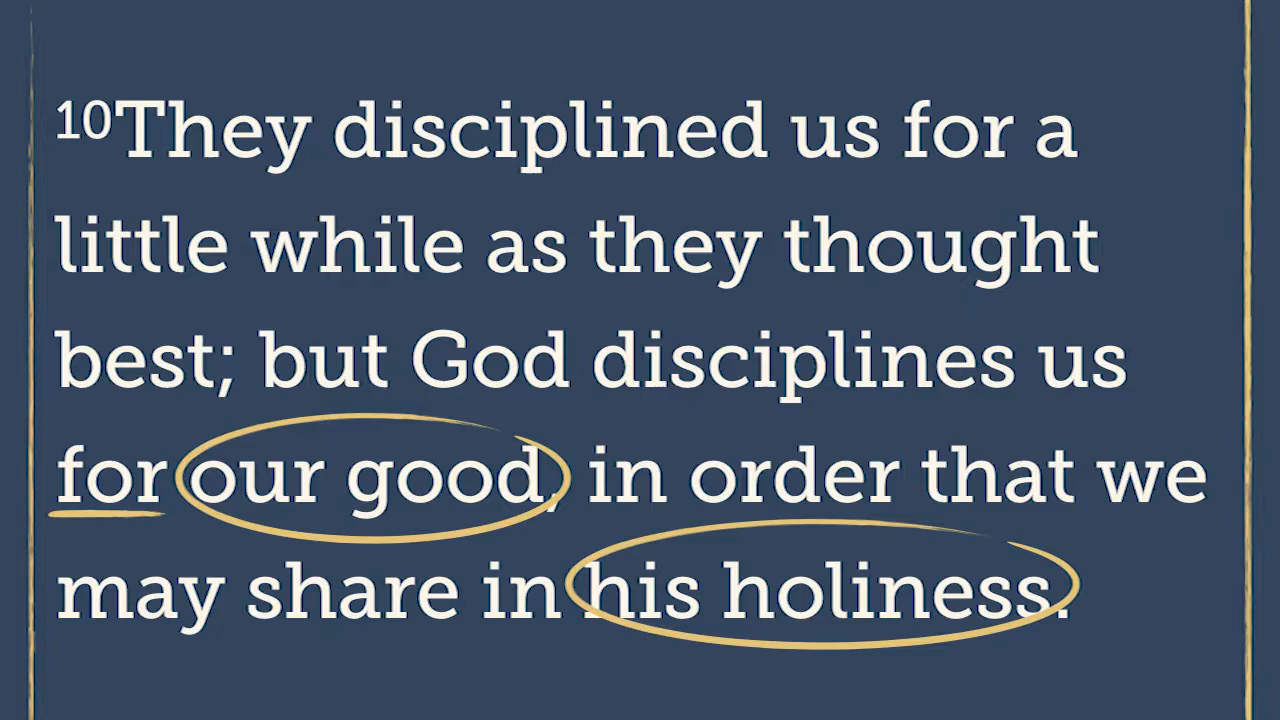 ¹⁰They disciplined us for a
little while as they thought
best; but God disciplines us
for our good, in order that we
may share in his holiness.